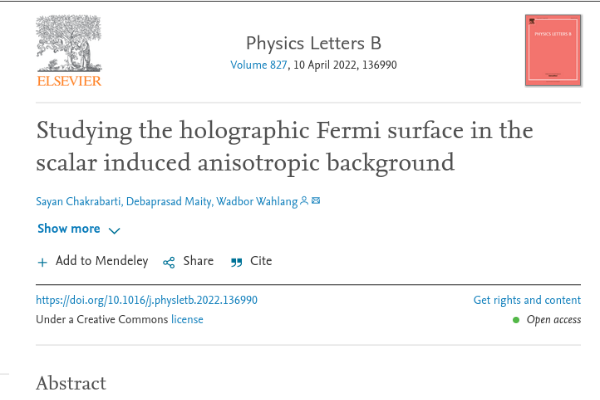 Physics Letters B
Volume 827, 10 April 2022, 136990
ELSEVIER
PHYSICS LETTERS B
Studying the holographic Fermi surface in the
scalar induced anisotropic background
Sayan Chakrabarti, Debaprasad Maity, Wadbor Wahlang
Show more
Add to Mendeley Share Cite
https://doi.org/10.1016/j.physletb.2022.136990 Get rights and content
Under a Creative Commons license Open access
Abstract